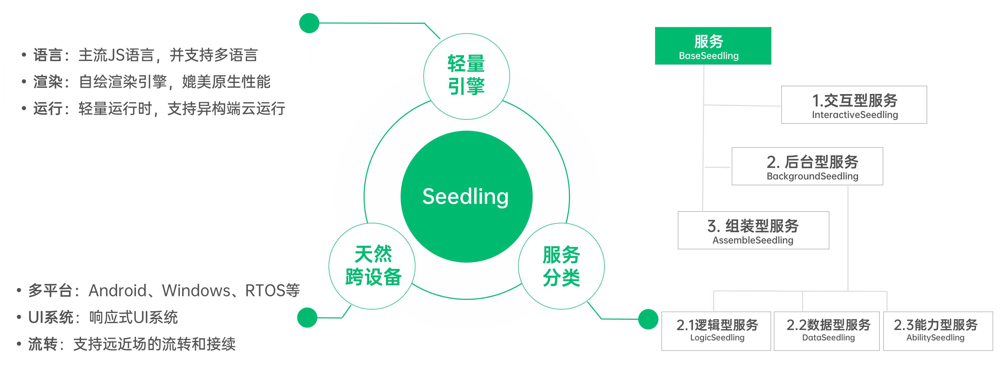 语言：主流JS语言，并支持多语言
渲染：自绘渲染引擎，媲美原生性能
运行：轻量运行时，支持异构端云运行
轻量
引擎
Seedling
天然
跨设备
服务
分类
多平台：Android、Windows、RTOS等
UI系统：响应式UI系统
流转：支持远近场的流转和接续
服务
BaseSeedling
1.交互型服务
InteractiveSeedling
2. 后台型服务
BackgroundSeedling
3. 组装型服务
AssembleSeedling
2.1逻辑型服务
LogicSeedling
2.2数据型服务
DataSeedling
2.3能力型服务
AbilitySeedling